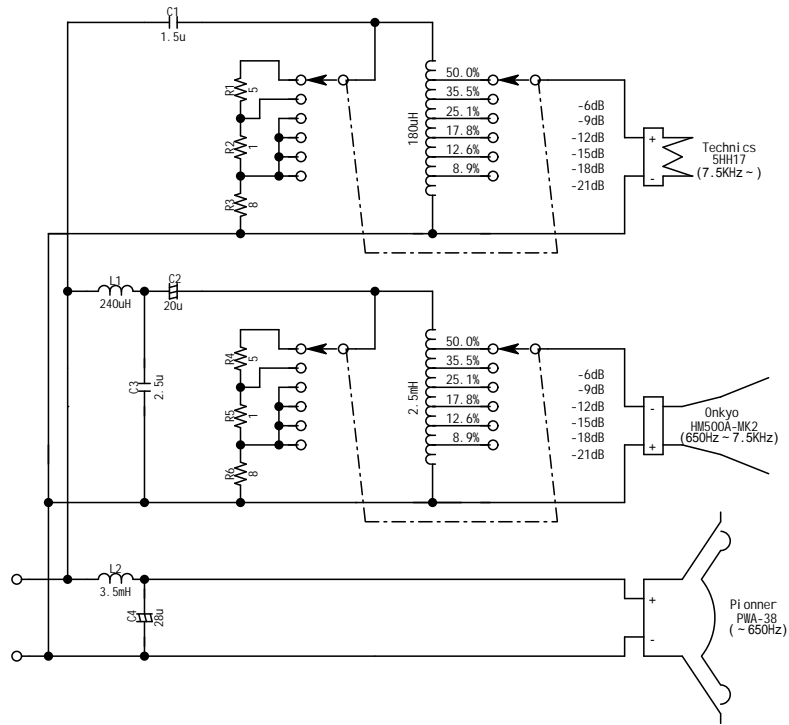 C1
1.5u
R1
5
R2
1
R3
8
180uH
50.0%
35.5%
25.1%
17.8%
12.6%
8.9%
-6dB
-9dB
-12dB
-15dB
-18dB
-21dB
+
-
Technics
5HH17
(7.5KHz~)
L1
240uH
C2
20u
C3
2.5u
R4
5
R5
1
R6
8
2.5mH
50.0%
35.5%
25.1%
17.8%
12.6%
8.9%
-6dB
-9dB
-12dB
-15dB
-18dB
-21dB
-
+
Onkyo
HM500A-MK2
(650Hz~7.5KHz)
L2
3.5mH
C4
28u
+
-
Pionner
PWA-38
(~650Hz)